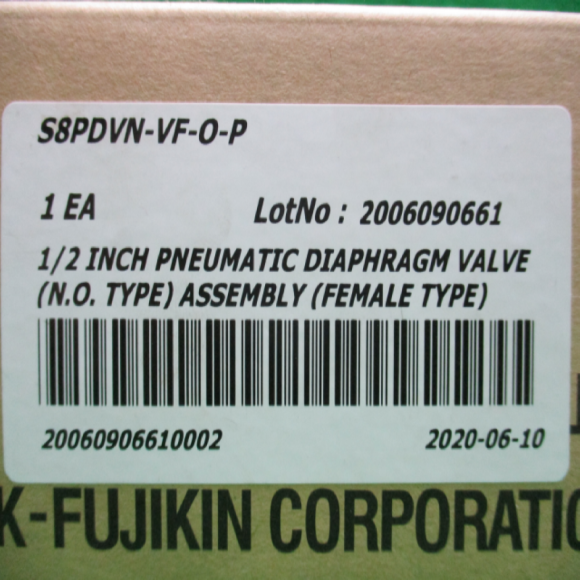 S8PDVN-VF-O-P
1 EA LotNo : 2006090661
1/2 INCH PNEUMATIC DIAPHRAGM VALVE
(N.O. TYPE) ASSEMBLY (FEMALE TYPE)
20060906610002 2020-06-10
K-FUJIKIN CORPORATIO